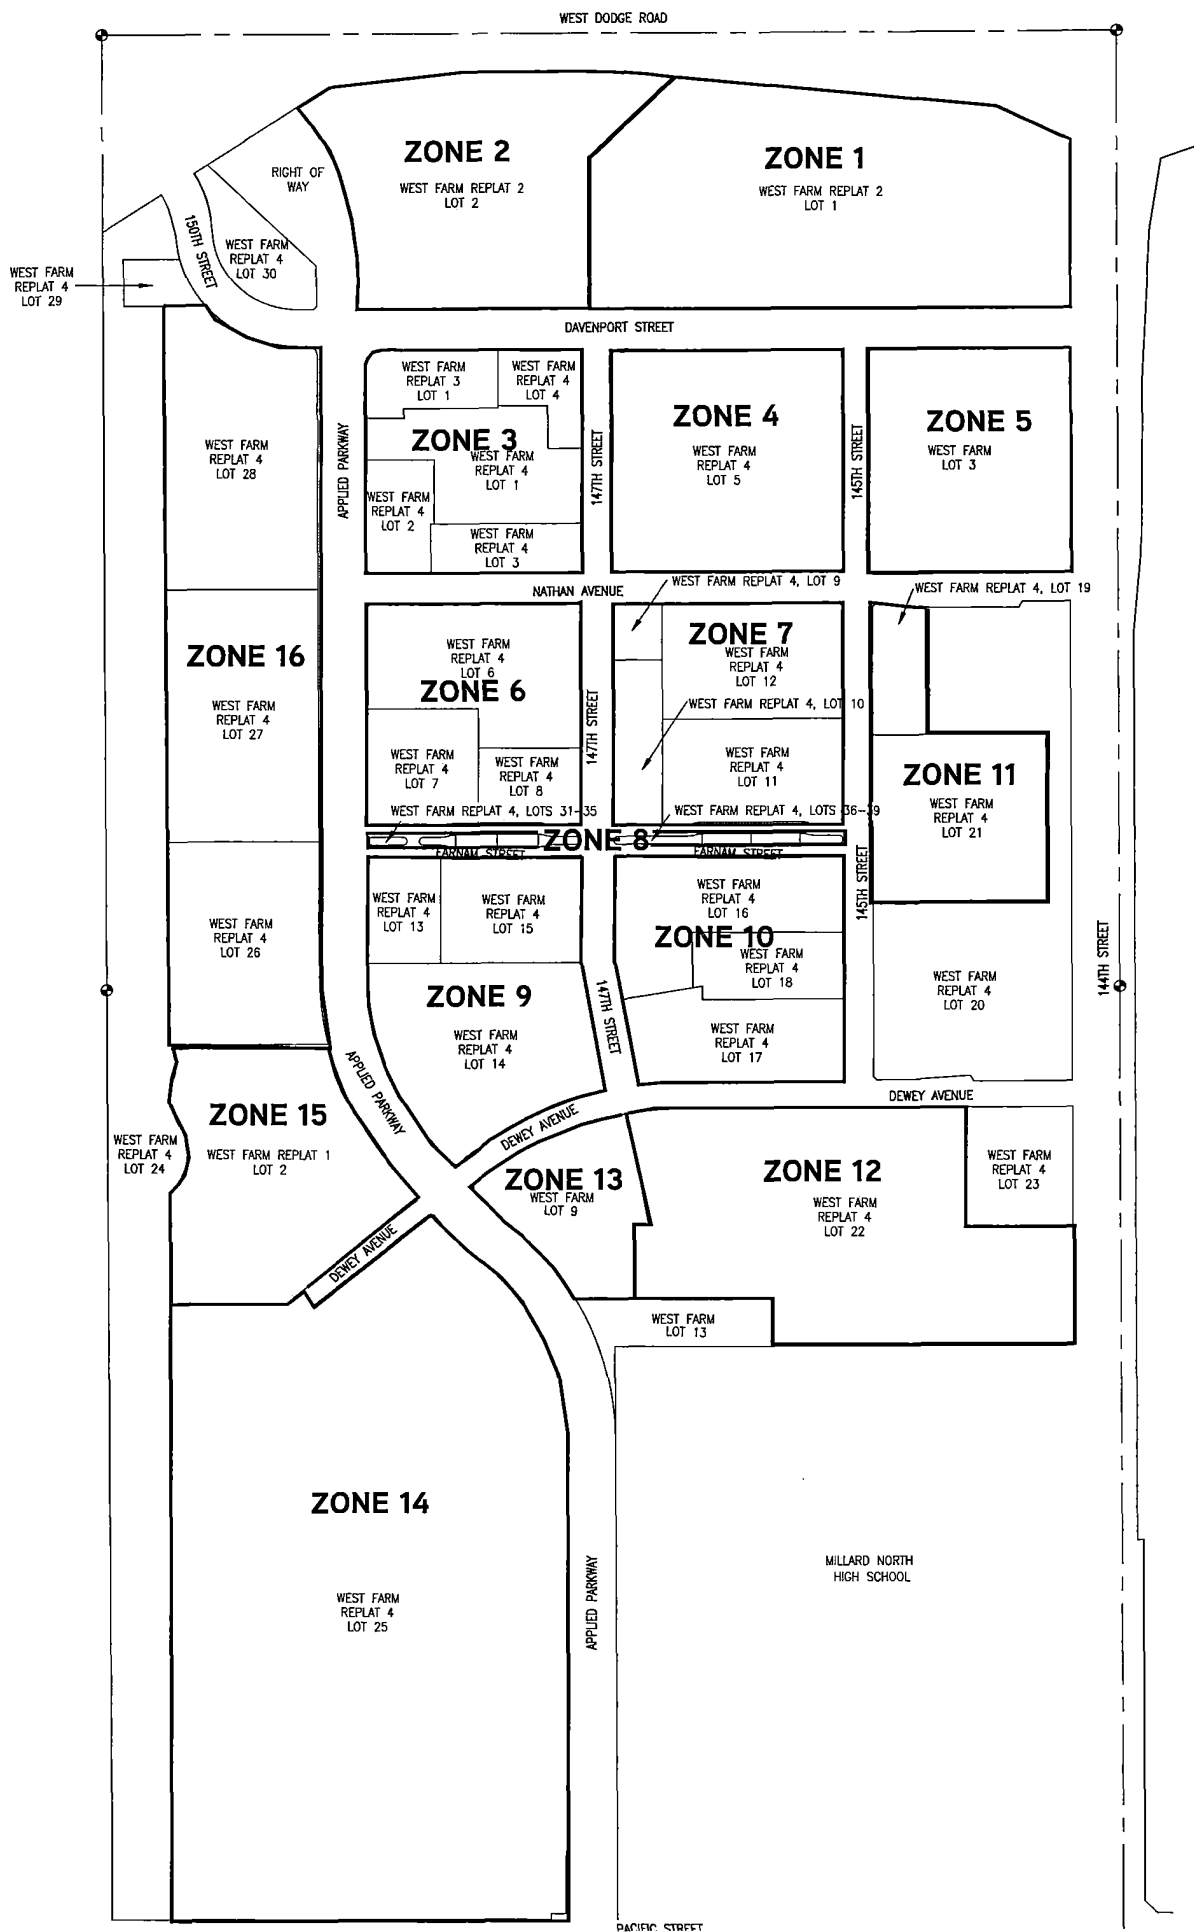 WEST DODGE ROAD
ZONE 2
WEST FARM REPLAT 2
LOT 2
ZONE 1
WEST FARM REPLAT 2
LOT 1
RIGHT OF
WAY
150TH STREET
WEST FARM
REPLAT 4
LOT 30
WEST FARM
REPLAT 4
LOT 29
DAVENPORT STREET
WEST FARM
REPLAT 3
LOT 1
WEST FARM
REPLAT 4
LOT 4
ZONE 3
WEST FARM
REPLAT 4
LOT 1
WEST FARM
REPLAT 4
LOT 2
WEST FARM
REPLAT 4
LOT 3
APPLIED PARKWAY
147TH STREET
ZONE 4
WEST FARM
REPLAT 4
LOT 5
145TH STREET
ZONE 5
WEST FARM
LOT 3
WEST FARM
REPLAT 4
LOT 28
NATHAN AVENUE
WEST FARM REPLAT 4, LOT 9
WEST FARM REPLAT 4, LOT 19
ZONE 16
WEST FARM
REPLAT 4
LOT 27
WEST FARM
REPLAT 4
LOT 6
ZONE 6
WEST FARM
REPLAT 4
LOT 7
WEST FARM
REPLAT 4
LOT 8
147TH STREET
ZONE 7
WEST FARM
REPLAT 4
LOT 12
WEST FARM REPLAT 4, LOT 10
WEST FARM
REPLAT 4
LOT 11
ZONE 11
WEST FARM
REPLAT 4
LOT 21
WEST FARM REPLAT 4, LOTS 31-35
WEST FARM REPLAT 4, LOTS 36-39
ZONE 8
FARNAM STREET
FARNAM STREET
145TH STREET
WEST FARM
REPLAT 4
LOT 26
WEST FARM
REPLAT 4
LOT 13
WEST FARM
REPLAT 4
LOT 15
WEST FARM
REPLAT 4
LOT 16
ZONE 10
WEST FARM
REPLAT 4
LOT 18
WEST FARM
REPLAT 4
LOT 17
ZONE 9
WEST FARM
REPLAT 4
LOT 14
147TH STREET
WEST FARM
REPLAT 4
LOT 20
144TH STREET
APPLIED PARKWAY
DEWEY AVENUE
DEWEY AVENUE
ZONE 15
WEST FARM REPLAT 1
LOT 2
WEST FARM
REPLAT 4
LOT 24
ZONE 13
WEST FARM
LOT 9
ZONE 12
WEST FARM
REPLAT 4
LOT 22
WEST FARM
REPLAT 4
LOT 23
DEWEY AVENUE
WEST FARM
LOT 13
ZONE 14
WEST FARM
REPLAT 4
LOT 25
APPLIED PARKWAY
MILLARD NORTH
HIGH SCHOOL
PACIFIC STREET